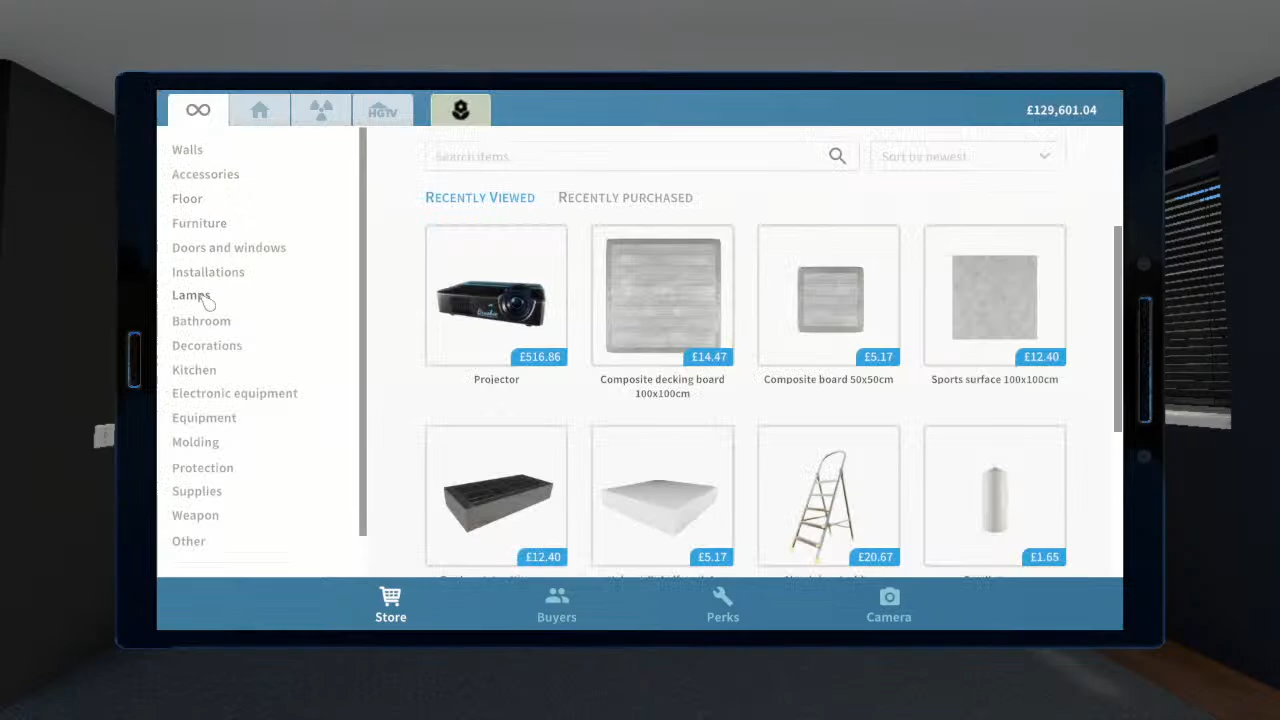 HGTV
£129,601.04
Walls
Accessories
Floor
Furniture
Doors and windows
Installations
Lamps
Bathroom
Decorations
Kitchen
Electronic equipment
Equipment
Molding
Protection
Supplies
Weapon
Other
Search items
Sort by newest
RECENTLY VIEWED
RECENTLY PURCHASED
£516.86
£14.47
£5.17
£12.40
Projector
Composite decking board
100x100cm
Composite board 50x50cm
Sports surface 100x100cm
£12.40
£5.17
£20.67
£1.65
Store
Buyers
Perks
Camera